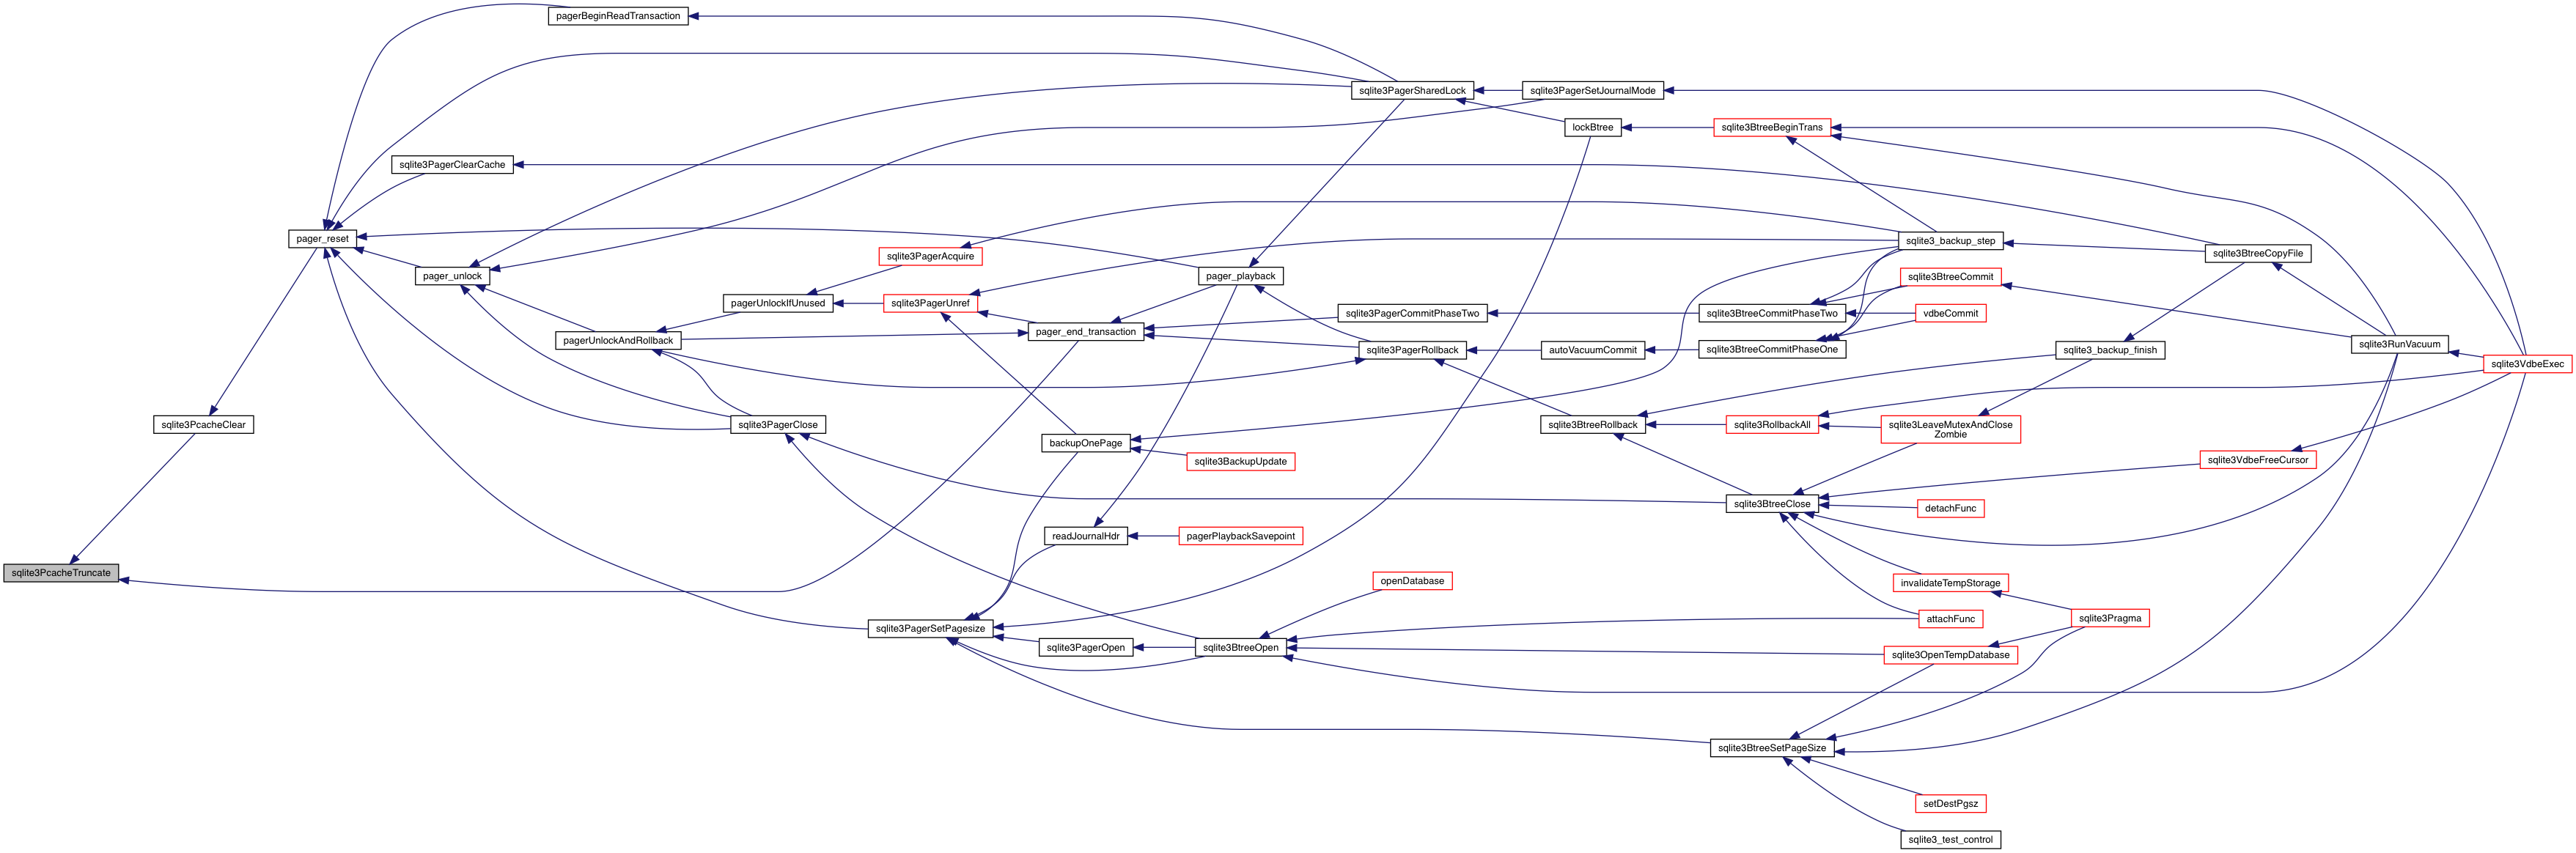 pagerBeginReadTransaction
sqlite3PagerSharedLock
sqlite3PagerSetJournalMode
lockBtree
sqlite3BtreeBeginTrans
sqlite3PagerClearCache
pager_reset
sqlite3_backup_step
sqlite3PagerAcquire
sqlite3BtreeCopyFile
pager_unlock
pager_playback
sqlite3BtreeCommit
pagerUnlockIfUnused
sqlite3PagerUnref
sqlite3PagerCommitPhaseTwo
sqlite3BtreeCommitPhaseTwo
vdbeCommit
pager_end_transaction
pagerUnlockAndRollback
sqlite3PagerRollback
autoVacuumCommit
sqlite3BtreeCommitPhaseOne
sqlite3_backup_finish
sqlite3RunVacuum
sqlite3VdbeExec
sqlite3PcacheClear
sqlite3PagerClose
sqlite3BtreeRollback
sqlite3RollbackAll
sqlite3LeaveMutexAndClose
Zombie
backupOnePage
sqlite3BackupUpdate
sqlite3VdbeFreeCursor
sqlite3BtreeClose
detachFunc
readJournalHdr
pagerPlaybackSavepoint
sqlite3PcacheTruncate
openDatabase
invalidateTempStorage
attachFunc
sqlite3Pragma
sqlite3PagerSetPagesize
sqlite3PagerOpen
sqlite3BtreeOpen
sqlite3OpenTempDatabase
sqlite3BtreeSetPageSize
setDestPgsz
sqlite3_test_control